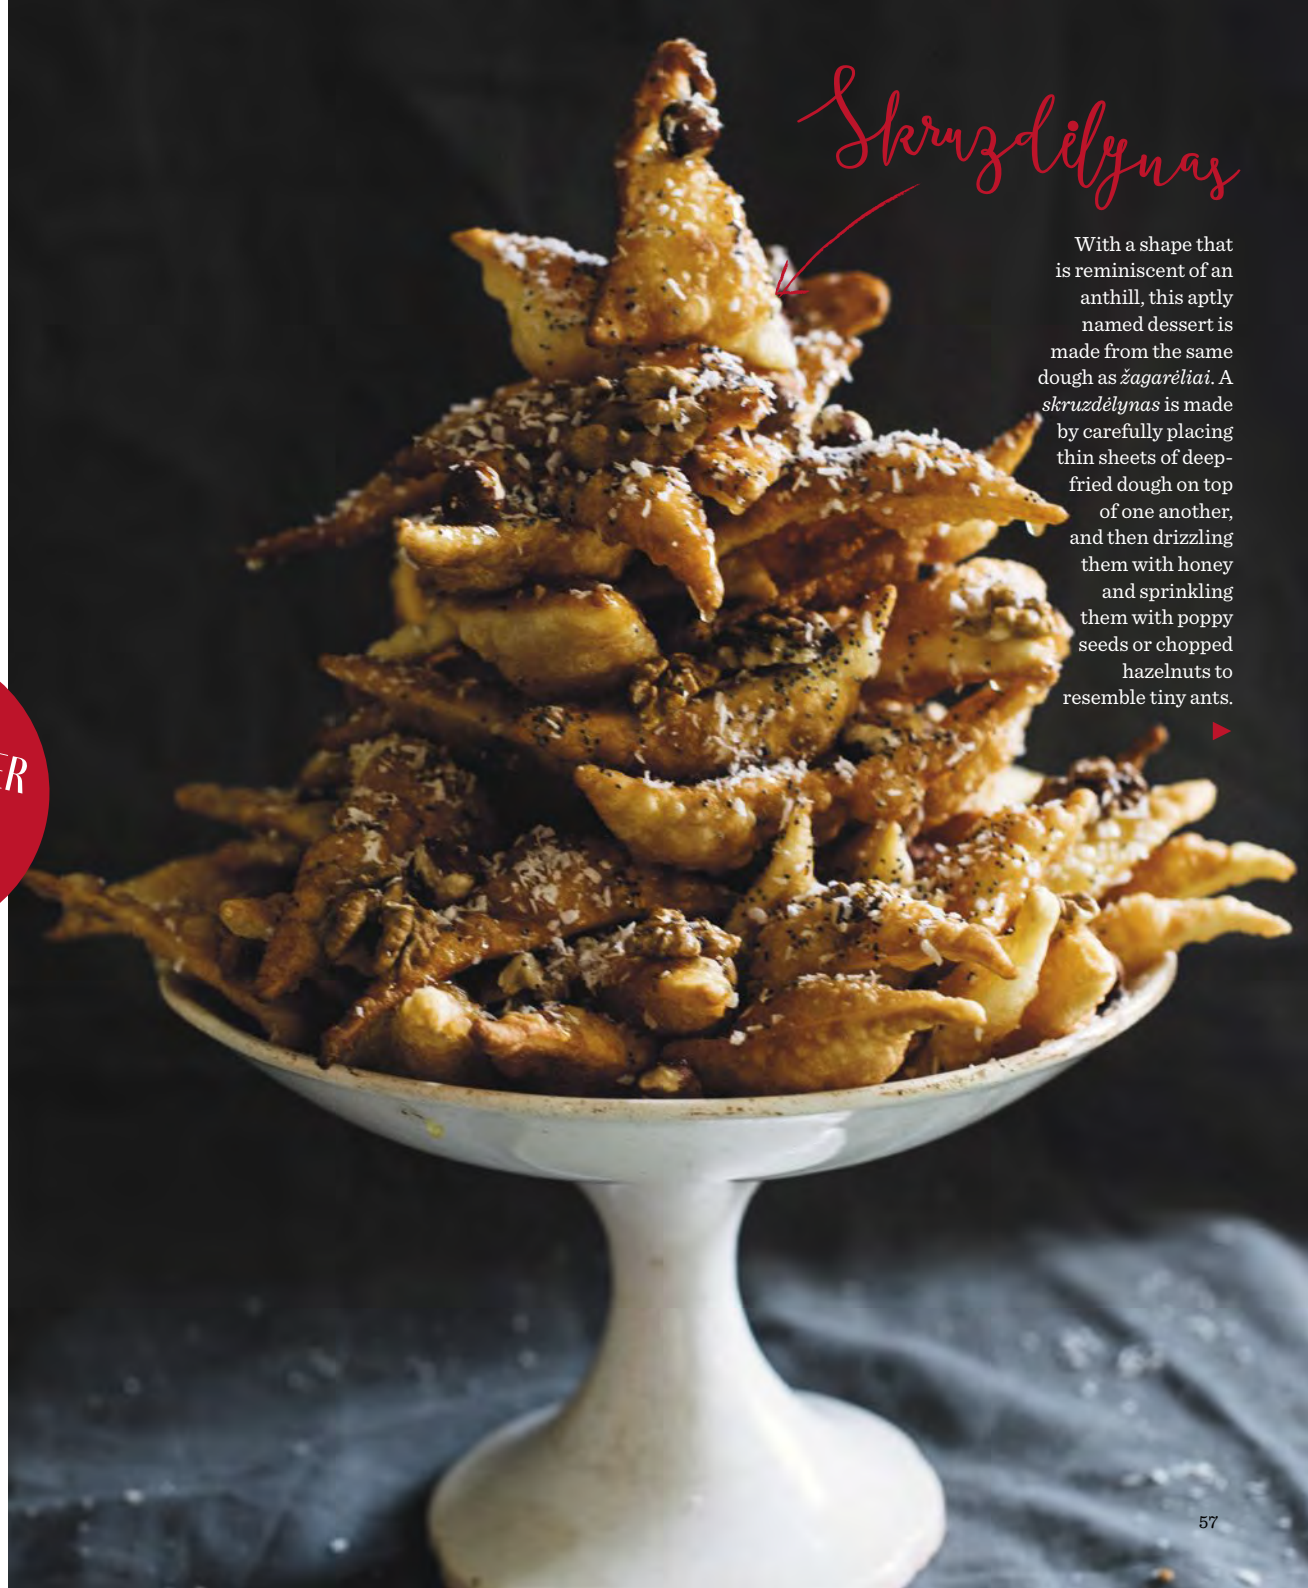 Skruzdėlynas
With a shape that
is reminiscent of an
anthill, this aptly
named dessert is
made from the same
dough as žagarėliai. A
skruzdėlynas is made
by carefully placing
thin sheets of deep-
fried dough on top
of one another,
and then drizzling
them with honey
and sprinkling
them with poppy
seeds or chopped
hazelnuts to
resemble tiny ants.
57